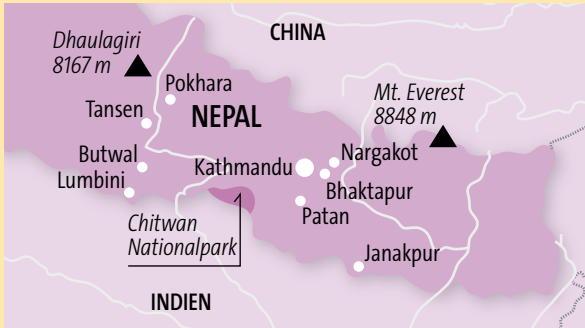 CHINA
Dhaulagiri
8167 m
Pokhara
Mt. Everest
8848 m
Tansen
NEPAL
Butwal
Kathmandu
Nargakot
Lumbini
Bhaktapur
Patan
Chitwan
Nationalpark
Janakpur
INDIEN